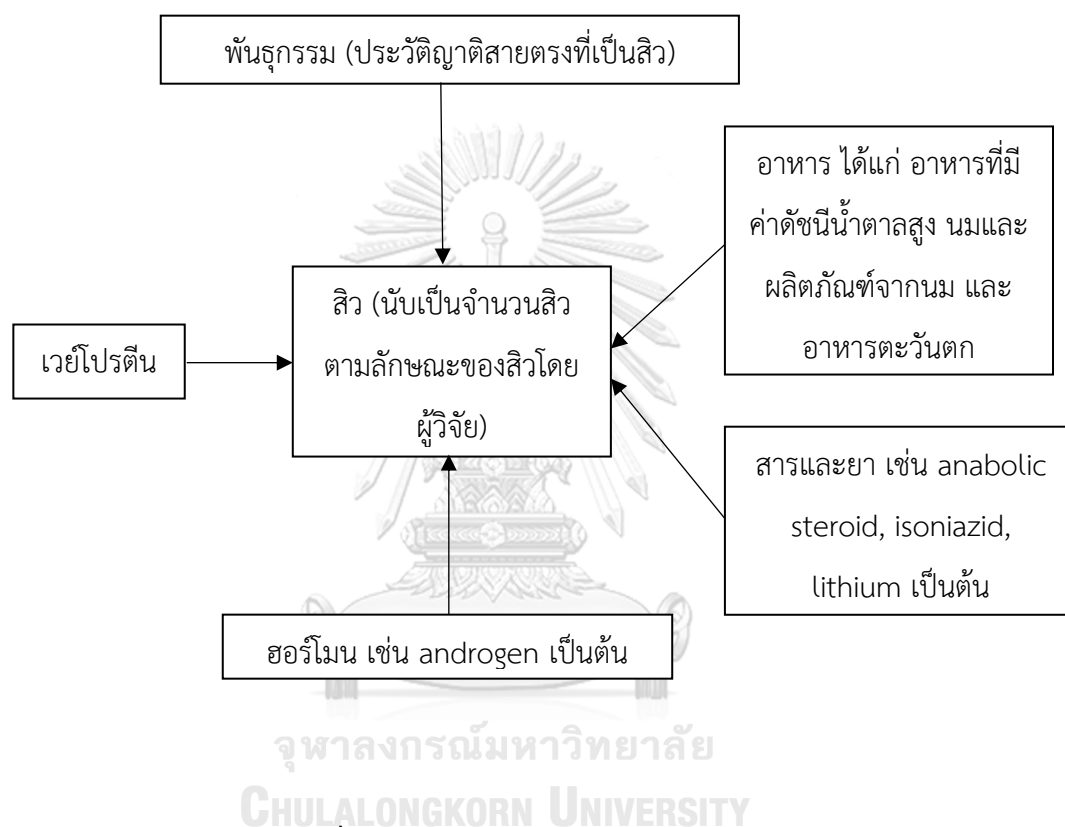 พันธุกรรม (ประวัติญาติสายตรงที่เป็นสิว)
อาหาร ได้แก่ อาหารที่มี
ค่าดัชนีน้ำตาลสูง นมและ
ผลิตภัณฑ์จากนม และ
อาหารตะวันตก
สิว (นับเป็นจำนวนสิว
ตามลักษณะของสิวโดย
ผู้วิจัย)
เวย์โปรตีน
สารและยา เช่น anabolic
steroid, isoniazid,
lithium เป็นต้น
ฮอร์โมน เช่น androgen เป็นต้น
จุฬาลงกรณ์มหาวิทยาลัย
CHULALONGKORN UNIVERSITY